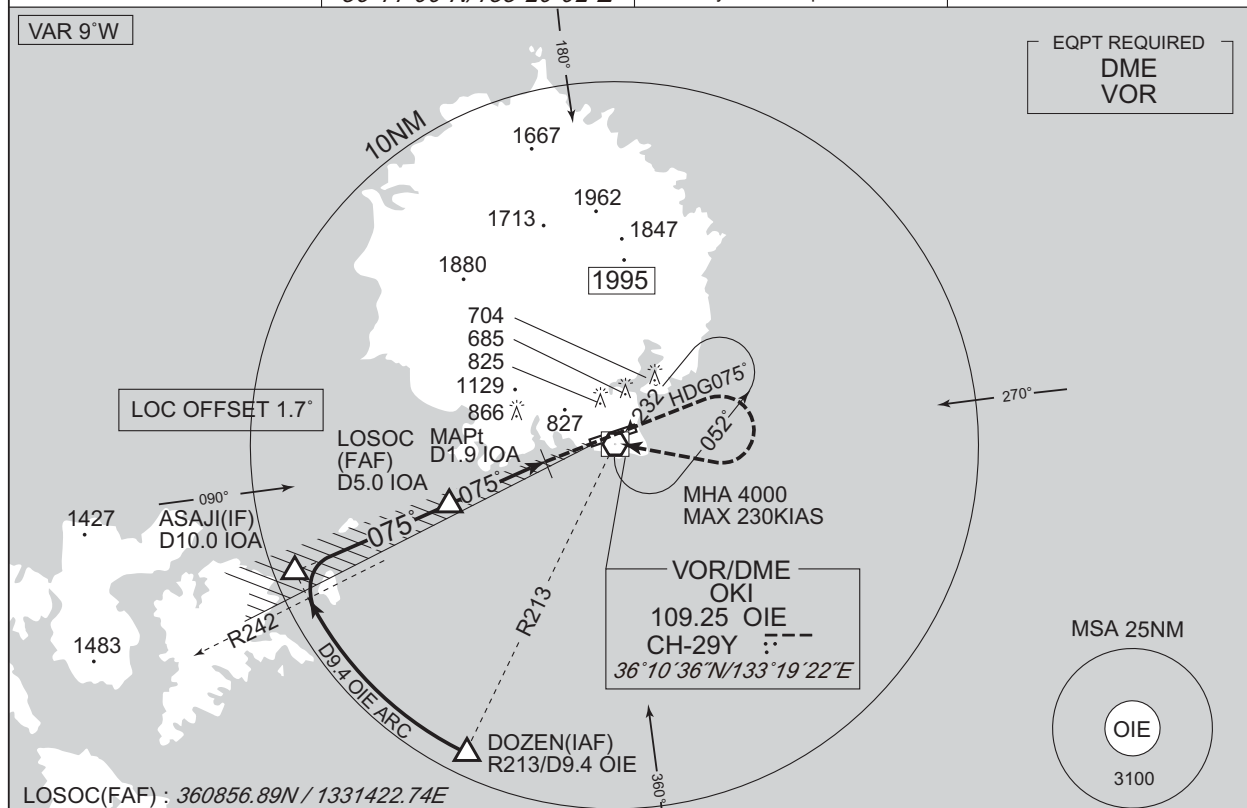 VAR 9°W
180°
EQPT REQUIRED
DME
VOR
10NM
1667
1962
1713
1847
1880
1995
704
685
825
1129
866
827
232
HDG075°
052°
270°
LOC OFFSET 1.7°
LOSOC
(FAF)
D5.0 IOA
MAPt
D1.9 IOA
075°
075°
MHA 4000
MAX 230KIAS
090°
ASAJI(IF)
D10.0 IOA
1427
1483
R242
R213
D9.4 OIE ARC
VOR/DME
OKI
109.25 OIE
CH-29Y
36°10′36″N/133°19′22″E
MSA 25NM
OIE
3100
DOZEN(IAF)
R213/D9.4 OIE
360°
LOSOC(FAF) : 360856.89N / 1331422.74E